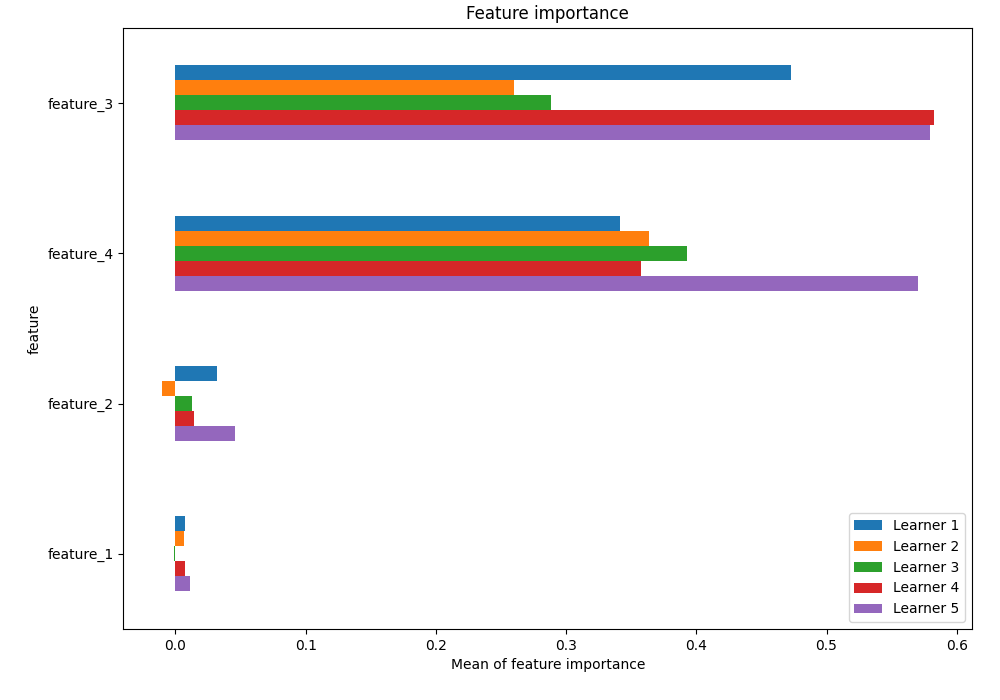 Feature importance
feature_3
feature_4
feature_2
feature_1
feature
0.0
0.1
0.2
0.3
0.4
0.5
0.6
Mean of feature importance
Learner 1
Learner 2
Learner 3
Learner 4
Learner 5